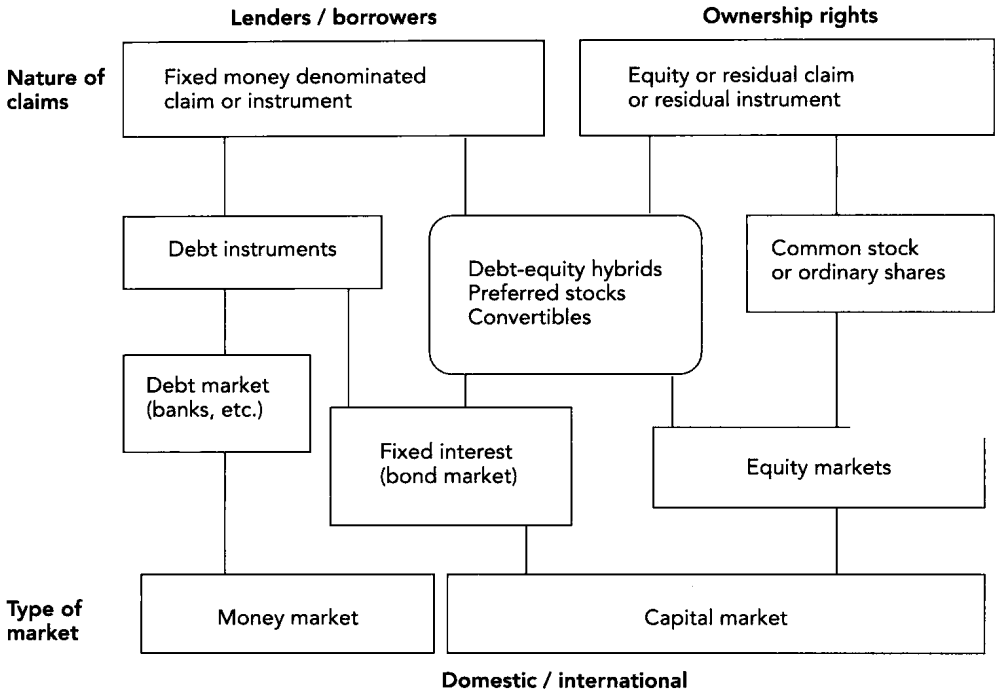 Lenders / borrowers
Ownership rights
Nature of
claims
Fixed money denominated
claim or instrument
Equity or residual claim
or residual instrument
Debt instruments
Debt-equity hybrids
Preferred stocks
Convertibles
Common stock
or ordinary shares
Debt market
(banks, etc.)
Fixed interest
(bond market)
Equity markets
Type of
market
Money market
Capital market
Domestic / international